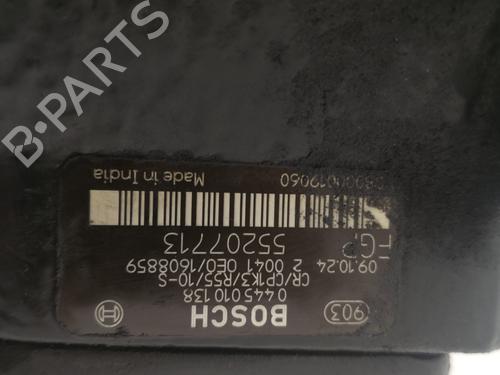 B-PARTS
903
BOSCH
0 445 010 138
CR/CP1K3/R55/10-S
09.10.24 2 0041 0E0/1608859
55207713
Made in India